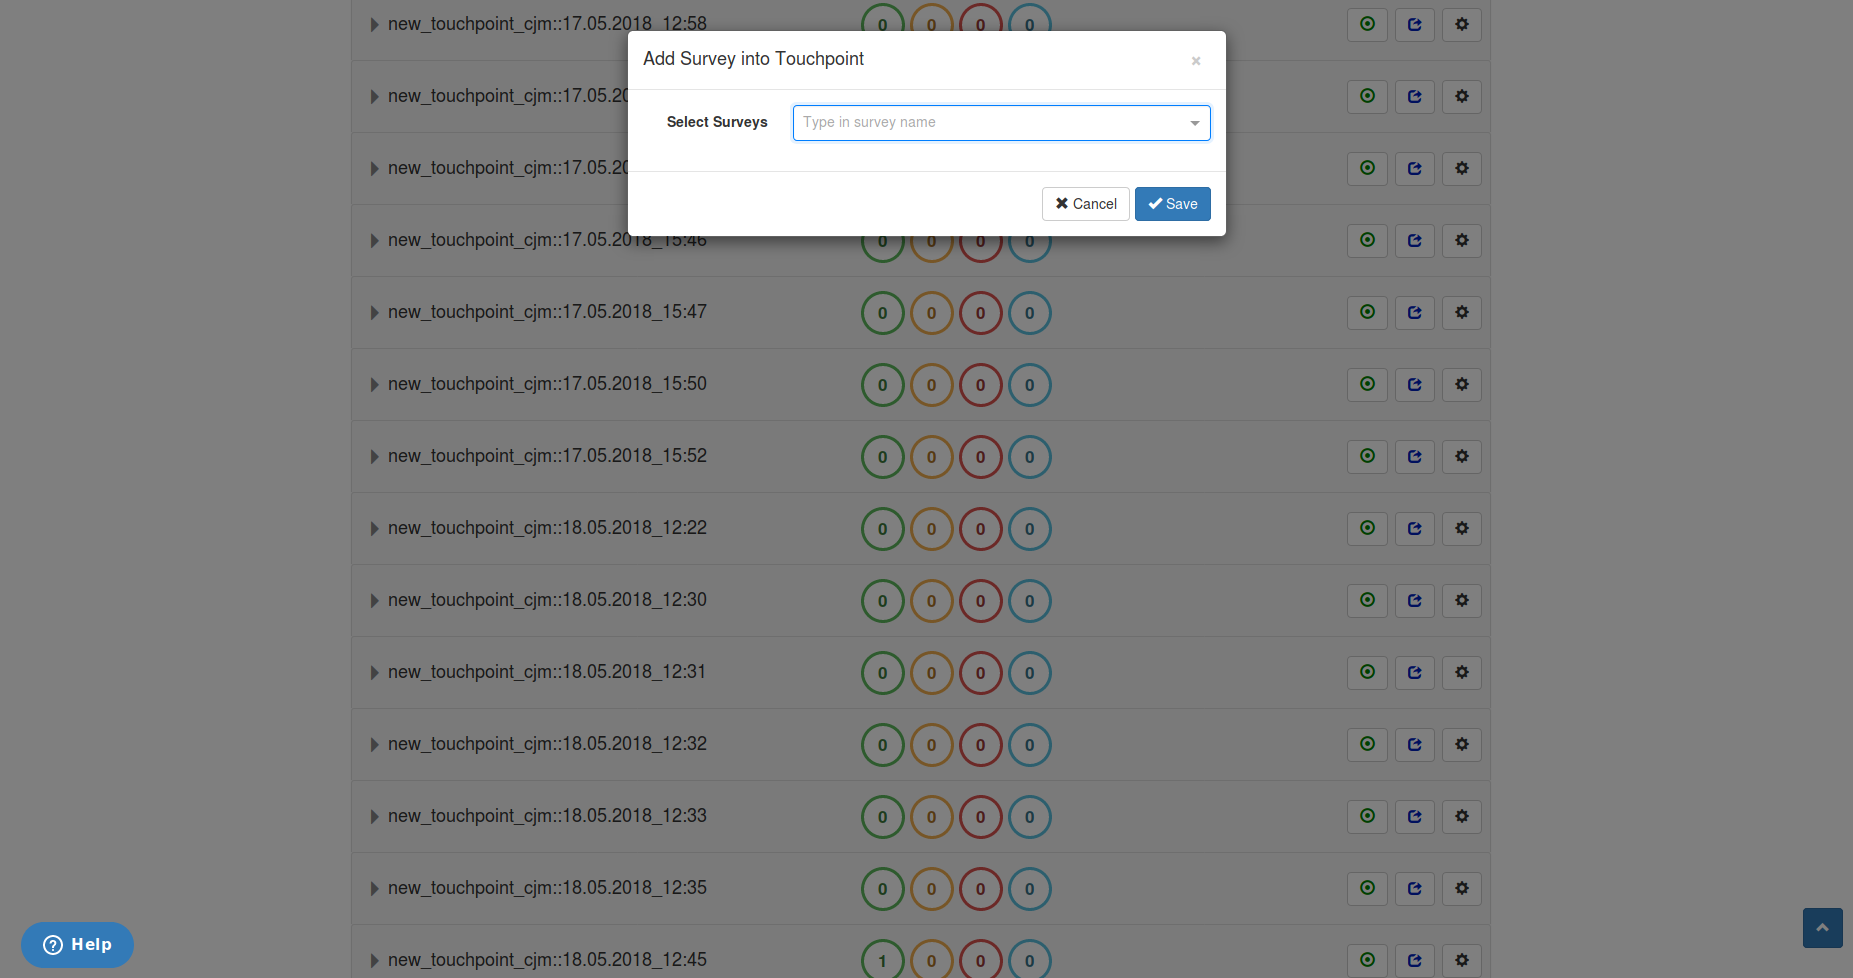 new_touchpoint_cjm::17.05.2018_12:58 0 0 0 0
Add Survey into Touchpoint ×
new_touchpoint_cjm::17.05.20
Select Surveys Type in survey name
new_touchpoint_cjm::17.05.20
Cancel Save
new_touchpoint_cjm::17.05.2018_15:46 0 0 0 0
new_touchpoint_cjm::17.05.2018_15:47 0 0 0 0
new_touchpoint_cjm::17.05.2018_15:50 0 0 0 0
new_touchpoint_cjm::17.05.2018_15:52 0 0 0 0
new_touchpoint_cjm::18.05.2018_12:22 0 0 0 0
new_touchpoint_cjm::18.05.2018_12:30 0 0 0 0
new_touchpoint_cjm::18.05.2018_12:31 0 0 0 0
new_touchpoint_cjm::18.05.2018_12:32 0 0 0 0
new_touchpoint_cjm::18.05.2018_12:33 0 0 0 0
new_touchpoint_cjm::18.05.2018_12:35 0 0 0 0
Help
new_touchpoint_cjm::18.05.2018_12:45 1 0 0 0